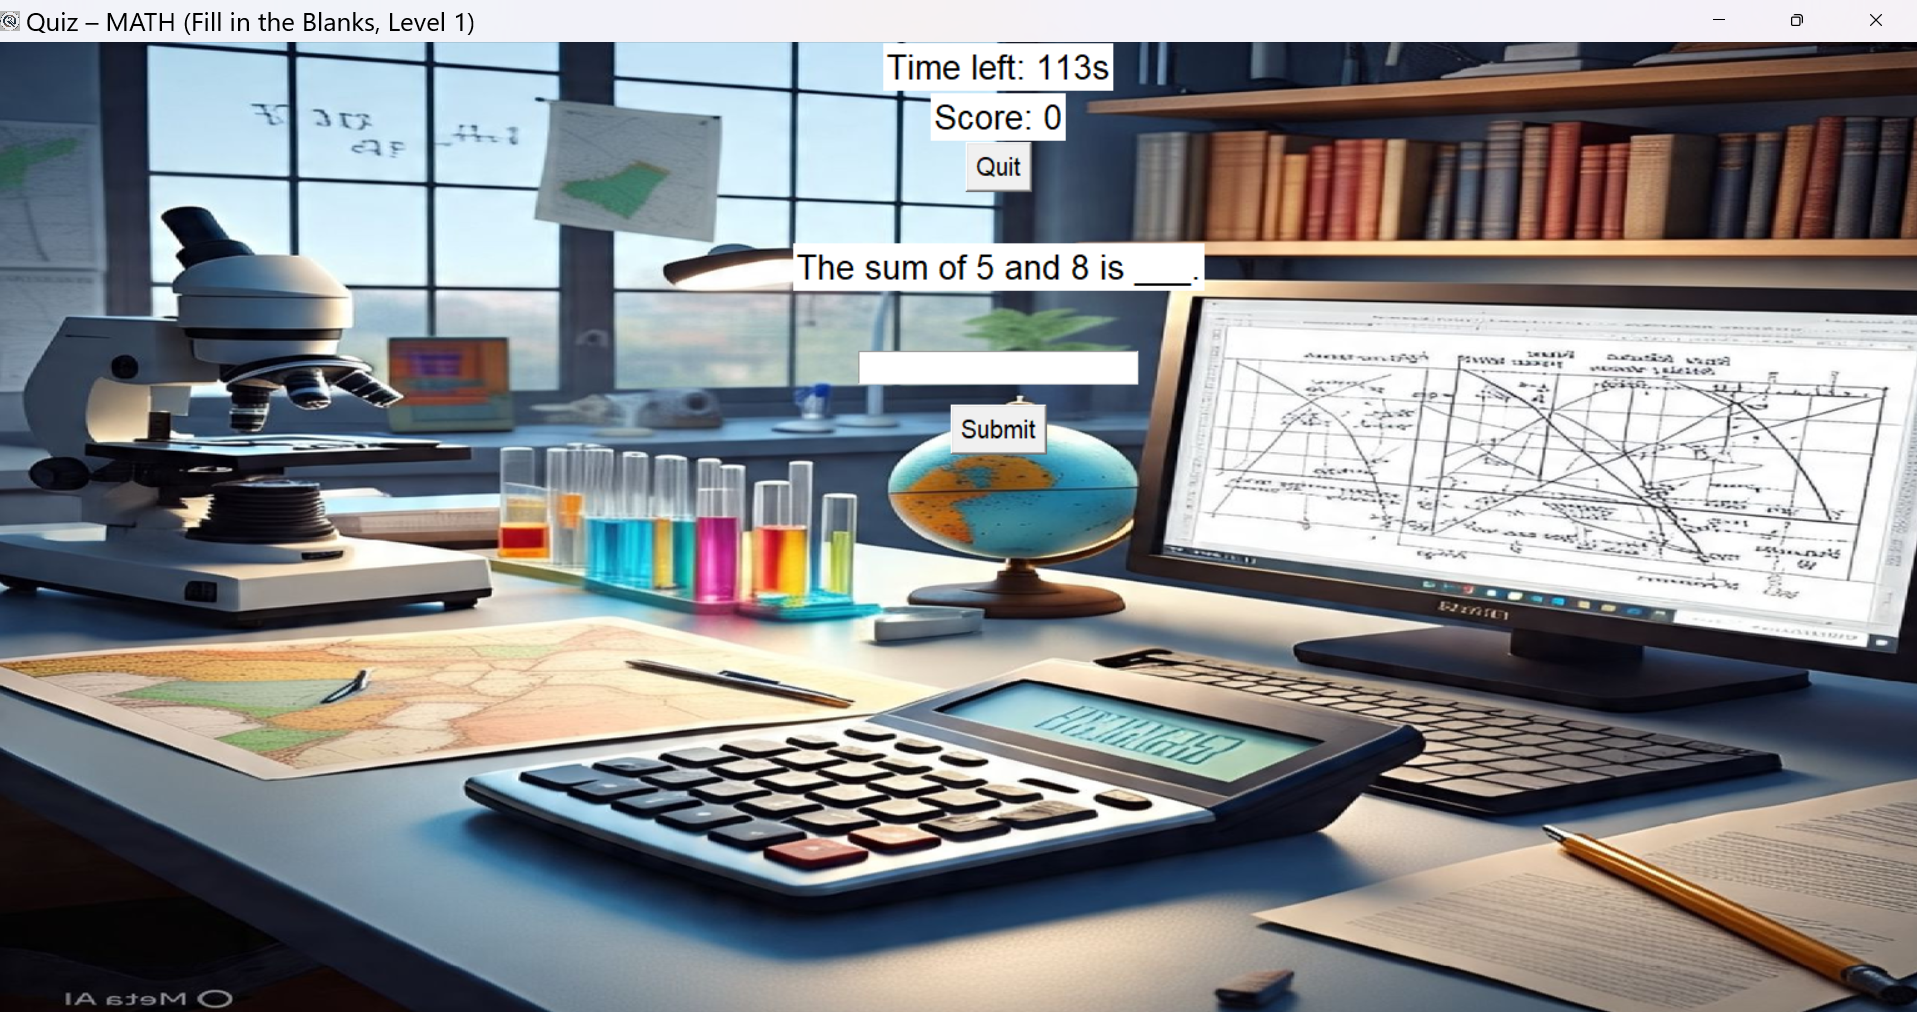 Quiz – MATH (Fill in the Blanks, Level 1)
Time left: 113s
Score: 0
Quit
The sum of 5 and 8 is ___.
Submit
Meta AI